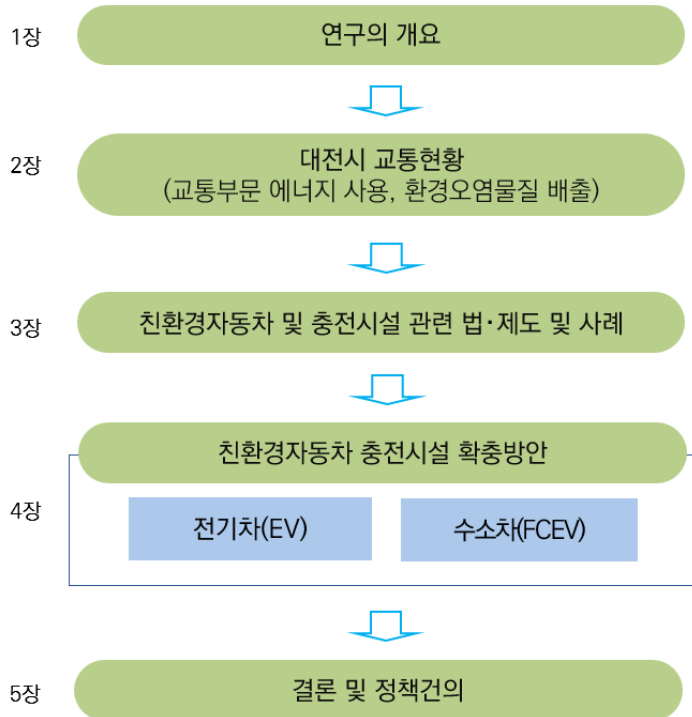 1장
연구의 개요
2장
대전시 교통현황
(교통부문 에너지 사용, 환경오염물질 배출)
3장
친환경자동차 및 충전시설 관련 법·제도 및 사례
친환경자동차 충전시설 확충방안
4장
전기차(EV)
수소차(FCEV)
5장
결론 및 정책건의